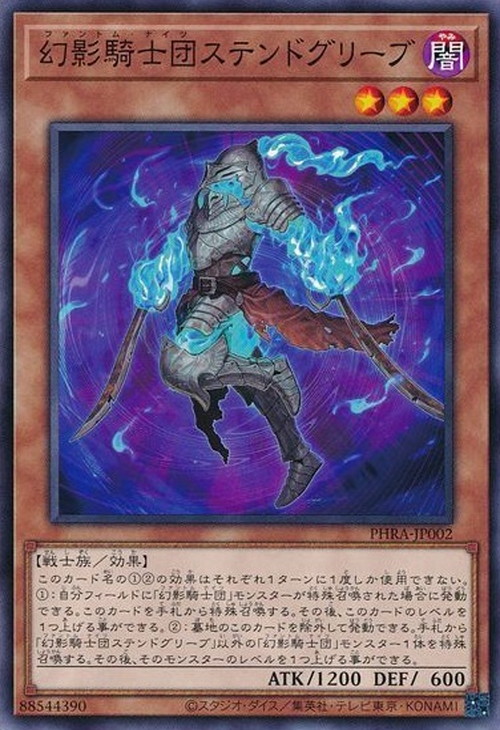 ファントム・ナイツ
幻影騎士団ステンドグリーブ
やみ
闇
PHRA-JP002
【戦士族／効果】
このカード名の①②の効果はそれぞれ1ターンに1度しか使用できない。
①：自分フィールドに「幻影騎士団」モンスターが特殊召喚された場合に発動
できる。このカードを手札から特殊召喚する。その後、このカードのレベルを
1つ上げる事ができる。②：墓地のこのカードを除外して発動できる。手札から
「幻影騎士団ステンドグリーブ」以外の「幻影騎士団」モンスター1体を特殊
召喚する。その後、そのモンスターのレベルを1つ上げる事ができる。
ATK/1200 DEF/ 600
88544390
©スタジオ・ダイス／集英社・テレビ東京・KONAMI